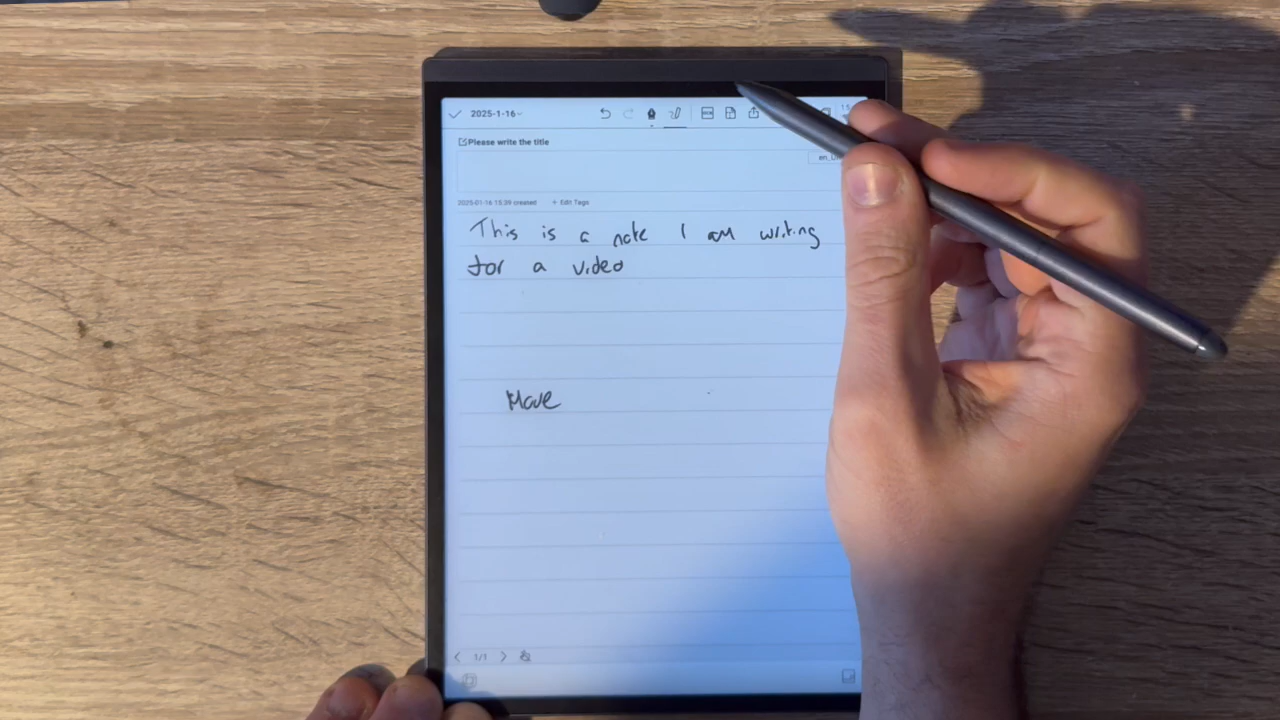 2025-1-16
Please write the title
2025-01-16 15:39 created + Edit Tags
This is a note I am writing
for a video
Move
1/1